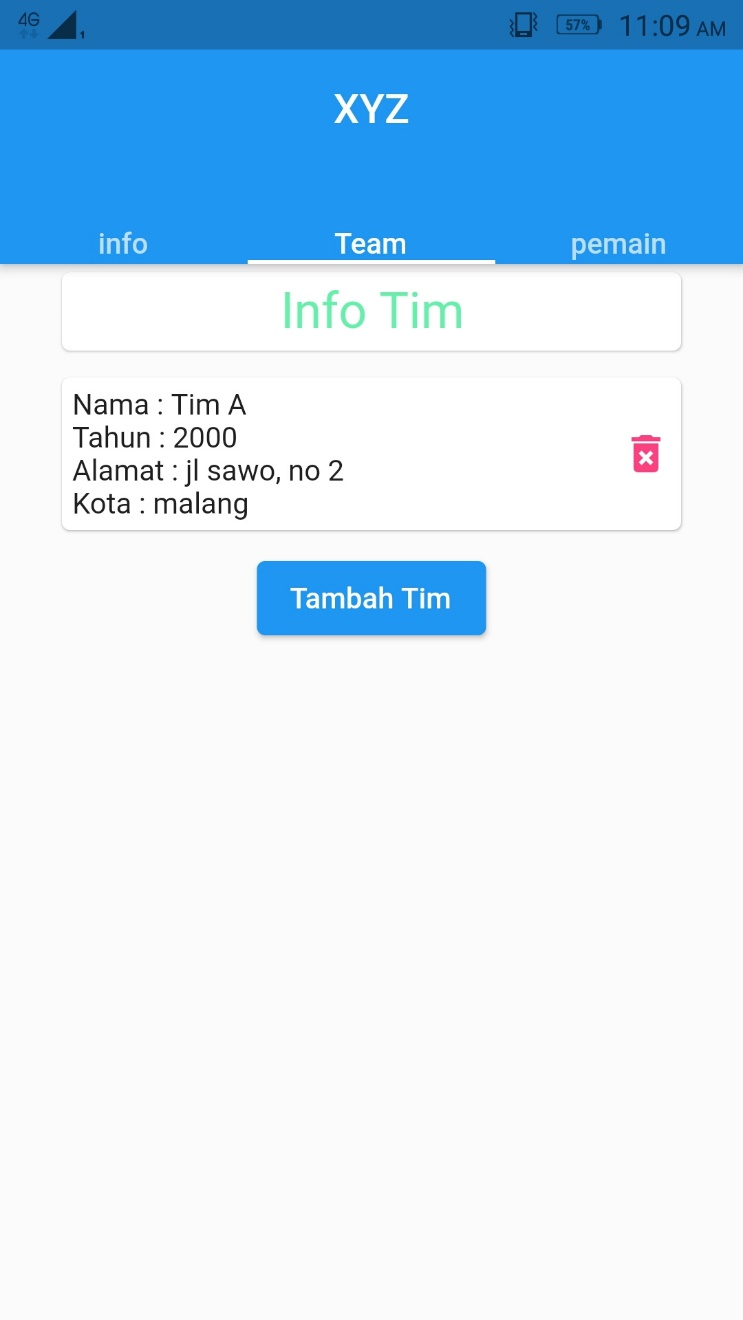 4G 1 57% 11:09 AM
XYZ
info Team pemain
Info Tim
Nama : Tim A
Tahun : 2000
Alamat : jl sawo, no 2
Kota : malang
Tambah Tim